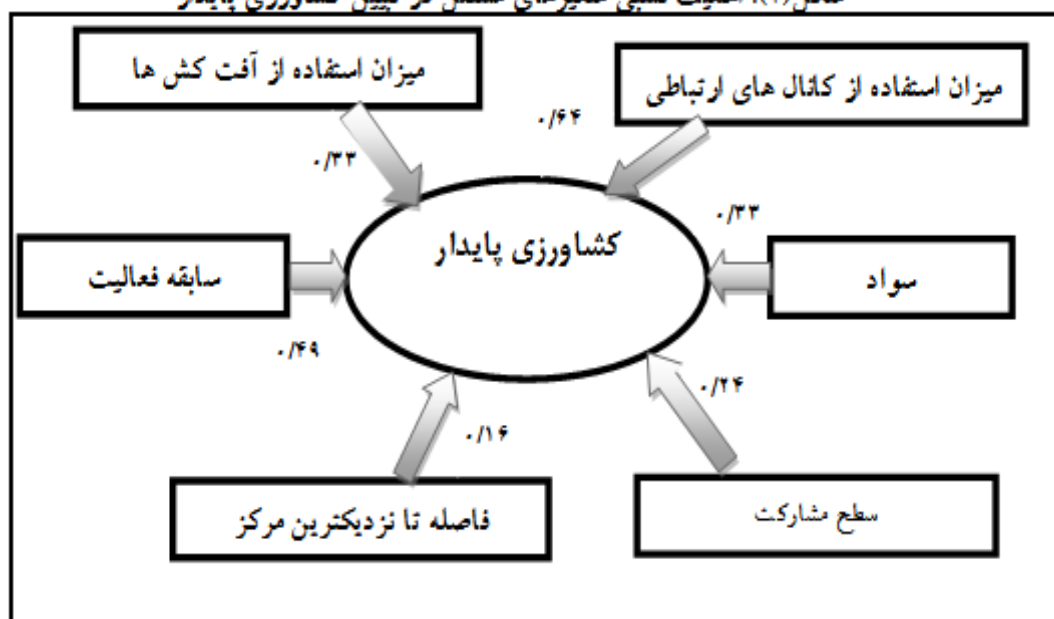 میزان استفاده از کانال های ارتباطی
میزان استفاده از آفت کش ها
۰/۶۴
۰/۳۳
۰/۳۳
کشاورزی پایدار
سواد
سابقه فعالیت
۰/۴۹
۰/۲۴
۰/۱۶
سطح مشارکت
فاصله تا نزدیکترین مرکز